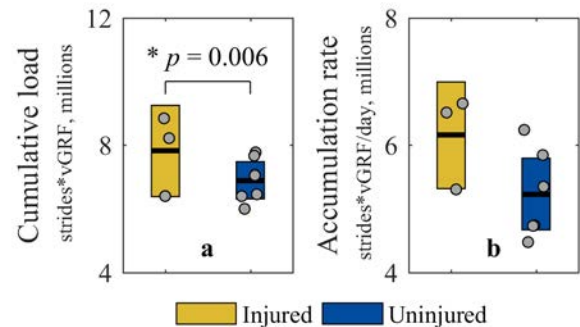 Cumulative load
strides*vGRF, millions
12
8
4
* p = 0.006
a
Accumulation rate
strides*vGRF/day, millions
8
6
4
b
Injured
Uninjured